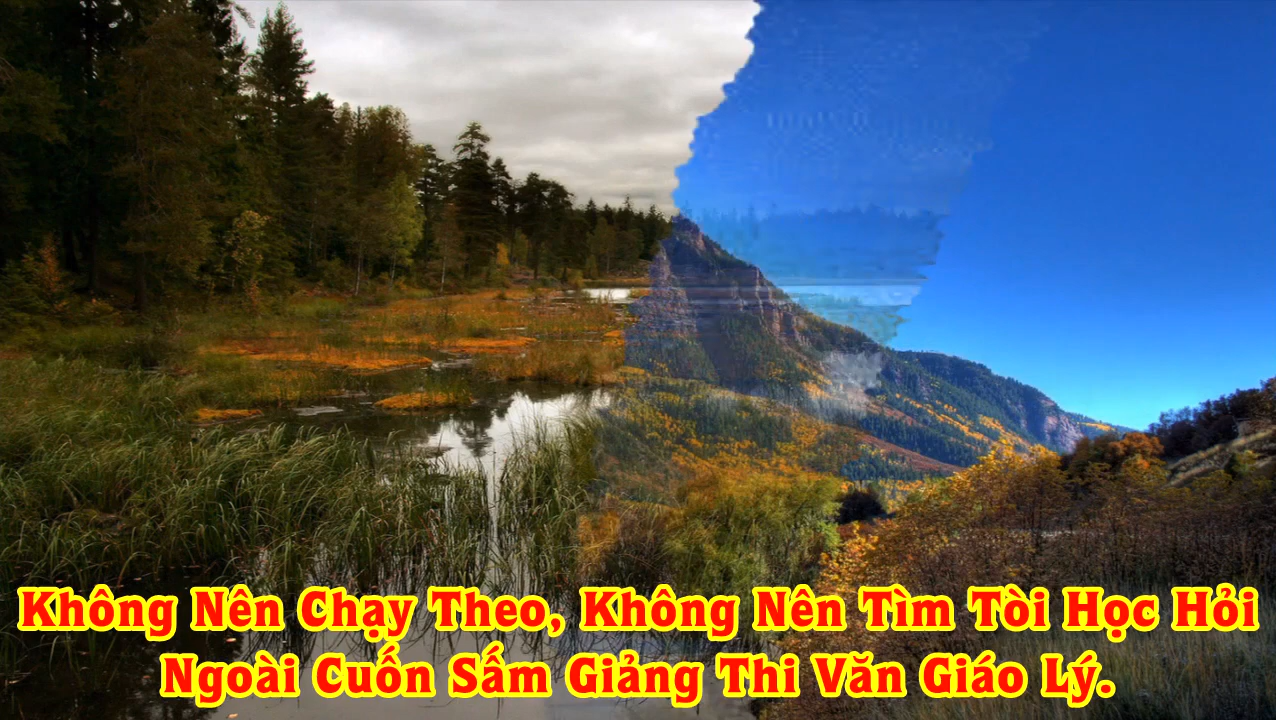 Không Nên Chạy Theo, Không Nên Tìm Tòi Học Hỏi
Ngoài Cuốn Sấm Giảng Thi Văn Giáo Lý.